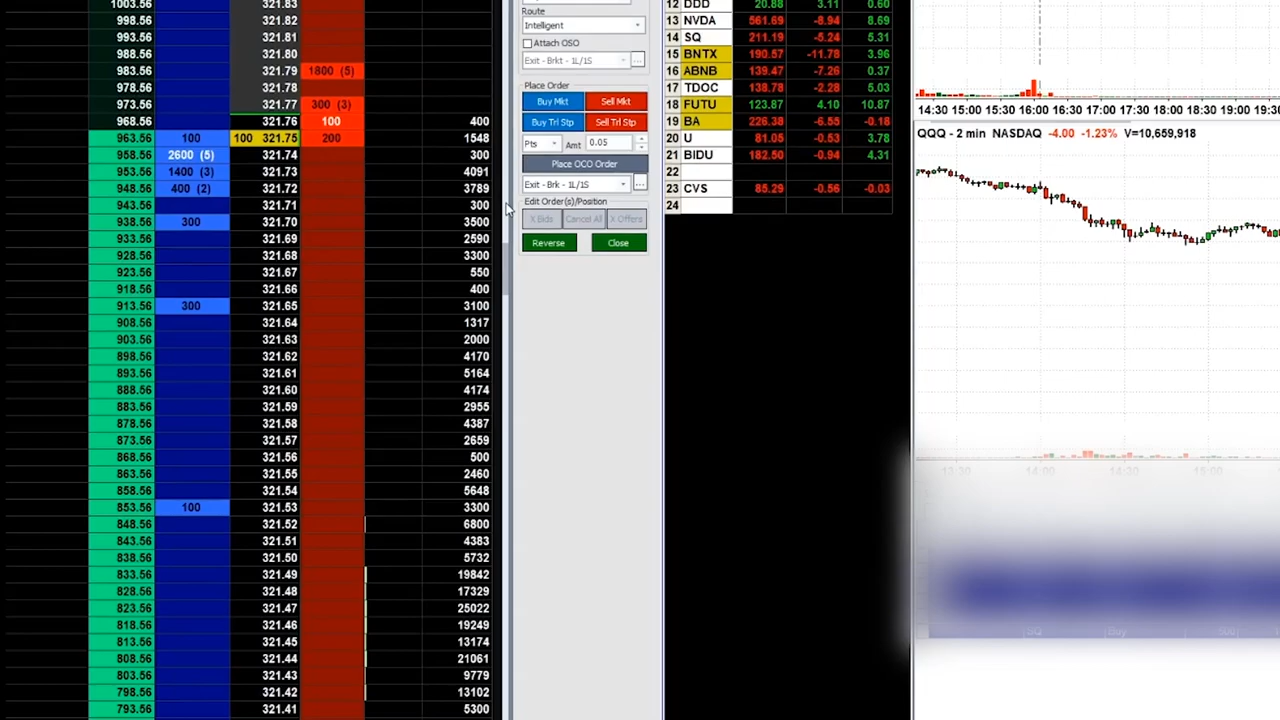 1003.56 321.83
998.56 321.82
993.56 321.81
988.56 321.80
983.56 321.79 1800 (5)
978.56 321.78
973.56 321.77 300 (3)
968.56 321.76 100 400
963.56 100 100 321.75 200 1548
958.56 2600 (5) 321.74 300
953.56 1400 (3) 321.73 4091
948.56 400 (2) 321.72 3789
943.56 321.71 300
938.56 300 321.70 3500
933.56 321.69 2590
928.56 321.68 3300
923.56 321.67 550
918.56 321.66 400
913.56 300 321.65 3100
908.56 321.64 1317
903.56 321.63 2000
898.56 321.62 4170
893.56 321.61 5164
888.56 321.60 4174
883.56 321.59 2955
878.56 321.58 4387
873.56 321.57 2659
868.56 321.56 500
863.56 321.55 2460
858.56 321.54 5648
853.56 100 321.53 3300
848.56 321.52 6800
843.56 321.51 4383
838.56 321.50 5732
833.56 321.49 19842
828.56 321.48 17329
823.56 321.47 25022
818.56 321.46 19249
813.56 321.45 13174
808.56 321.44 21061
803.56 321.43 9779
798.56 321.42 13102
793.56 321.41 5300
Route
Intelligent
Attach OSO
Exit - Brkt - 1L/1S ...
Place Order
Buy Mkt Sell Mkt
Buy Trl Stp Sell Trl Stp
Pts Amt 0.05
Place OCO Order
Exit - Brk - 1L/1S ...
Edit Order(s)/Position
X Bids Cancel All X Offers
Reverse Close
12 DDD 20.88 3.11 0.60
13 NVDA 561.69 -8.94 8.69
14 SQ 211.19 -5.24 5.31
15 BNTX 190.57 -11.78 3.96
16 ABNB 139.47 -7.26 0.37
17 TDOC 138.78 -2.28 5.03
18 FUTU 123.87 4.10 10.87
19 BA 226.38 -6.55 -0.18
20 U 81.05 -0.53 3.78
21 BIDU 182.50 -0.94 4.31
22
23 CVS 85.29 -0.56 -0.03
24
14:30 15:00 15:30 16:00 16:30 17:00 17:30 18:00 18:30 19:00 19:30
QQQ - 2 min NASDAQ -4.00 -1.23% V=10,659,918
13:30 14:00 14:30 15:00
SQ Buy